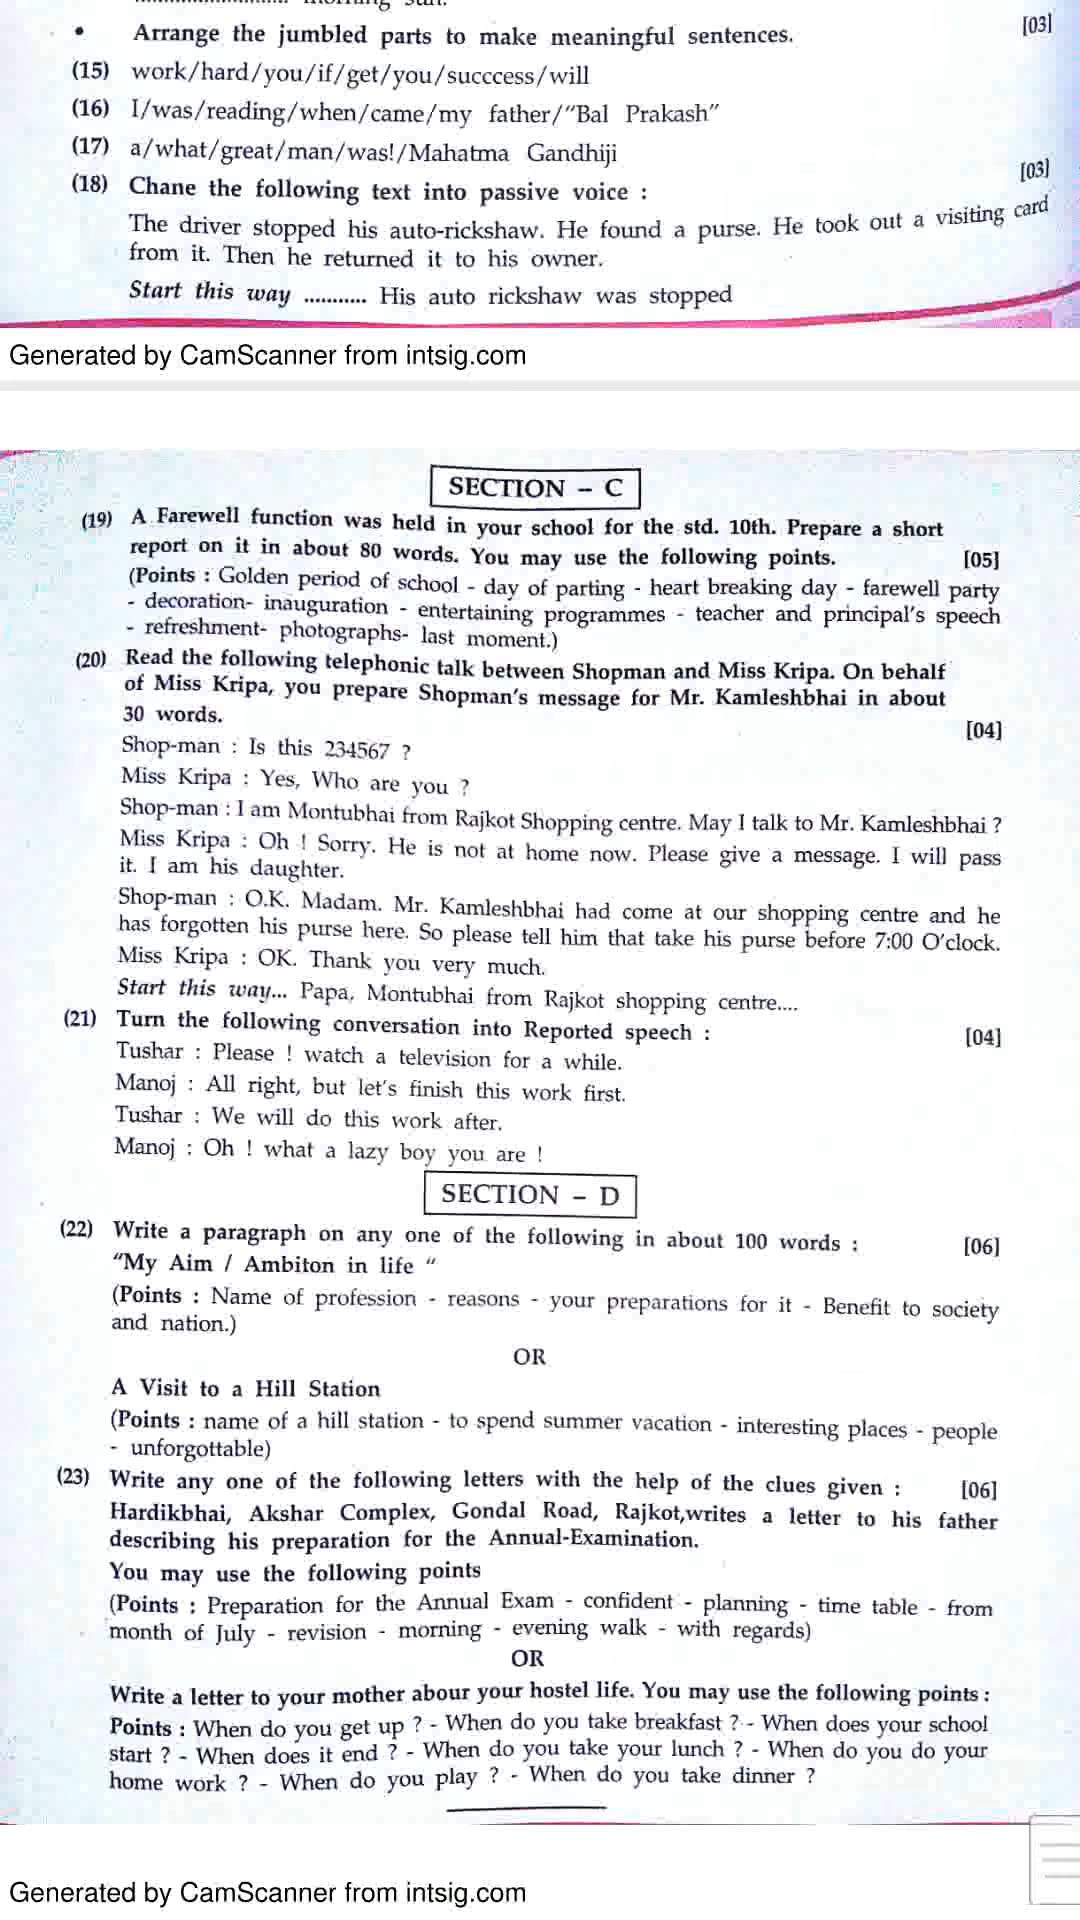 morning
• Arrange the jumbled parts to make meaningful sentences. [03]
(15) work/hard/you/if/get/you/succcess/will
(16) I/was/reading/when/came/my father/"Bal Prakash"
(17) a/what/great/man/was!/Mahatma Gandhiji
(18) Chane the following text into passive voice : [03]
The driver stopped his auto-rickshaw. He found a purse. He took out a visiting card
from it. Then he returned it to his owner.
Start this way ........... His auto rickshaw was stopped
Generated by CamScanner from intsig.com
SECTION – C
(19) A Farewell function was held in your school for the std. 10th. Prepare a short
report on it in about 80 words. You may use the following points. [05]
(Points : Golden period of school - day of parting - heart breaking day - farewell party
- decoration- inauguration - entertaining programmes - teacher and principal's speech
- refreshment- photographs- last moment.)
(20) Read the following telephonic talk between Shopman and Miss Kripa. On behalf
of Miss Kripa, you prepare Shopman's message for Mr. Kamleshbhai in about
30 words. [04]
Shop-man : Is this 234567 ?
Miss Kripa : Yes, Who are you ?
Shop-man : I am Montubhai from Rajkot Shopping centre. May I talk to Mr. Kamleshbhai ?
Miss Kripa : Oh ! Sorry. He is not at home now. Please give a message. I will pass
it. I am his daughter.
Shop-man : O.K. Madam. Mr. Kamleshbhai had come at our shopping centre and he
has forgotten his purse here. So please tell him that take his purse before 7:00 O'clock.
Miss Kripa : OK. Thank you very much.
Start this way... Papa, Montubhai from Rajkot shopping centre....
(21) Turn the following conversation into Reported speech : [04]
Tushar : Please ! watch a television for a while.
Manoj : All right, but let's finish this work first.
Tushar : We will do this work after.
Manoj : Oh ! what a lazy boy you are !
SECTION – D
(22) Write a paragraph on any one of the following in about 100 words : [06]
"My Aim / Ambiton in life "
(Points : Name of profession - reasons - your preparations for it - Benefit to society
and nation.)
OR
A Visit to a Hill Station
(Points : name of a hill station - to spend summer vacation - interesting places - people
- unforgottable)
(23) Write any one of the following letters with the help of the clues given : [06]
Hardikbhai, Akshar Complex, Gondal Road, Rajkot,writes a letter to his father
describing his preparation for the Annual-Examination.
You may use the following points
(Points : Preparation for the Annual Exam - confident - planning - time table - from
month of July - revision - morning - evening walk - with regards)
OR
Write a letter to your mother abour your hostel life. You may use the following points :
Points : When do you get up ? - When do you take breakfast ? - When does your school
start ? - When does it end ? - When do you take your lunch ? - When do you do your
home work ? - When do you play ? - When do you take dinner ?
Generated by CamScanner from intsig.com